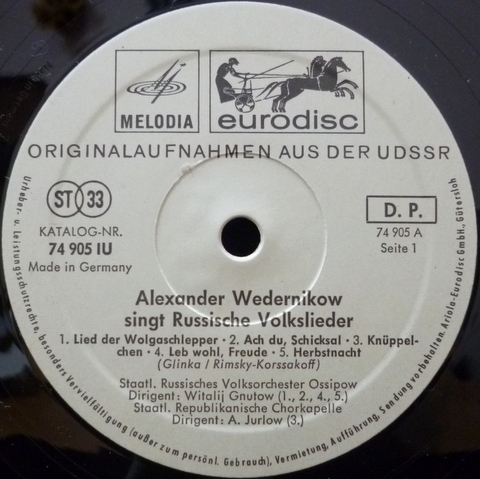 MELODIA
eurodisc
ORIGINALAUFNAHMEN AUS DER UDSSR
ST 33
D. P.
KATALOG-NR.
74 905 IU
Made in Germany
74 905 A
Seite 1
Alexander Wedernikow
singt Russische Volkslieder
1. Lied der Wolgaschlepper · 2. Ach du, Schicksal · 3. Knüppel-
chen · 4. Leb wohl, Freude · 5. Herbstnacht
(Glinka / Rimsky-Korssakoff)
Staatl. Russisches Volksorchester Ossipow
Dirigent: Witalij Gnutow (1., 2., 4., 5.)
Staatl. Republikanische Chorkapelle
Dirigent: A. Jurlow (3.)
Urheber- u. Leistungsschutzrechte, besonders Vervielfältigung (außer zum persönl. Gebrauch), Vermietung, Aufführung, Sendung vorbehalten. Ariola-Eurodisc GmbH., Gütersloh